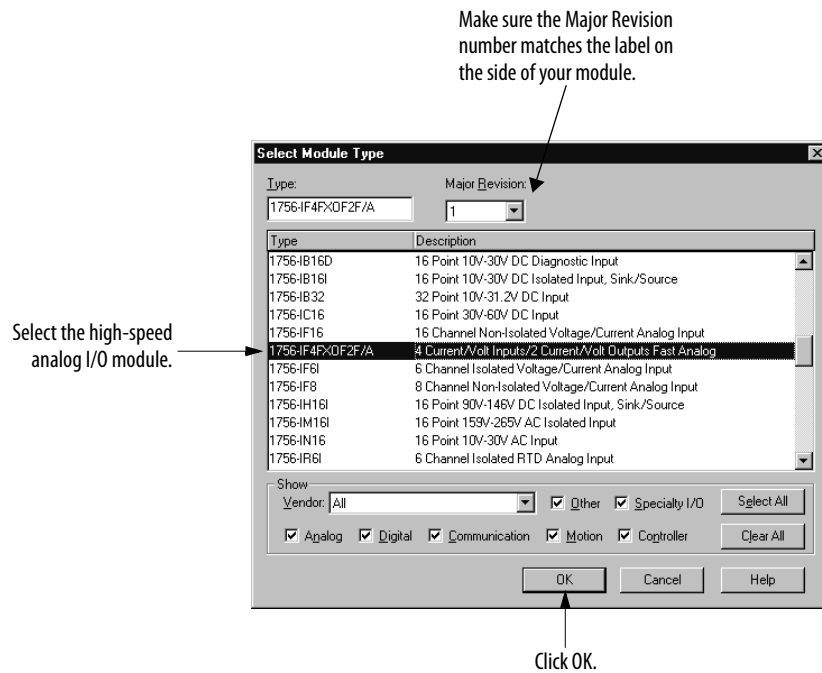 Make sure the Major Revision
number matches the label on
the side of your module.
Select Module Type
Type:
Major Revision:
1756-IF4FXOF2F/A
1
Type Description
1756-IB16D 16 Point 10V-30V DC Diagnostic Input
1756-IB16I 16 Point 10V-30V DC Isolated Input, Sink/Source
1756-IB32 32 Point 10V-31.2V DC Input
1756-IC16 16 Point 30V-60V DC Input
1756-IF16 16 Channel Non-Isolated Voltage/Current Analog Input
Select the high-speed
analog I/O module.
1756-IF4FXOF2F/A 4 Current/Volt Inputs/2 Current/Volt Outputs Fast Analog
1756-IF6I 6 Channel Isolated Voltage/Current Analog Input
1756-IF8 8 Channel Non-Isolated Voltage/Current Analog Input
1756-IH16I 16 Point 90V-146V DC Isolated Input, Sink/Source
1756-IM16I 16 Point 159V-265V AC Isolated Input
1756-IN16 16 Point 10V-30V AC Input
1756-IR6I 6 Channel Isolated RTD Analog Input
Show
Vendor: All Other Specialty I/O Select All
Analog Digital Communication Motion Controller Clear All
OK Cancel Help
Click OK.